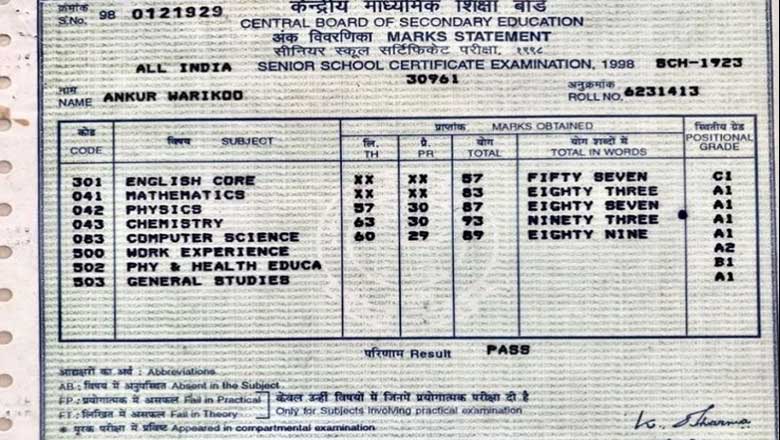 क्रमांक
S.No. 98 0121929
केन्द्रीय माध्यमिक शिक्षा बोर्ड
CENTRAL BOARD OF SECONDARY EDUCATION
अंक विवरणिका MARKS STATEMENT
सीनियर स्कूल सर्टिफिकेट परीक्षा, १९९८
ALL INDIA SENIOR SCHOOL CERTIFICATE EXAMINATION, 1998 SCH-1923
30961
नाम अनुक्रमांक
NAME ANKUR WARIKOO ROLL NO. 6231413
कोड विषय SUBJECT प्राप्तांक MARKS OBTAINED स्थितीय ग्रेड
CODE लि. प्रै. योग योग शब्दों में POSITIONAL
TH PR TOTAL TOTAL IN WORDS GRADE
301 ENGLISH CORE XX XX 57 FIFTY SEVEN C1
041 MATHEMATICS XX XX 83 EIGHTY THREE A1
042 PHYSICS 57 30 87 EIGHTY SEVEN A1
043 CHEMISTRY 63 30 93 NINETY THREE A1
083 COMPUTER SCIENCE 60 29 89 EIGHTY NINE A1
500 WORK EXPERIENCE A2
502 PHY & HEALTH EDUCA B1
503 GENERAL STUDIES A1
परिणाम Result PASS
आद्याक्षरों का अर्थ : Abbreviations
AB : विषय में अनुपस्थित Absent in the Subject
FP : प्रयोगात्मक में असफल Fail in Practical केवल उन्हीं विषयों में जिनमें प्रयोगात्मक परीक्षा दी है
FT : लिखित में असफल Fail in Theory Only for Subjects involving practical examination
* पूरक परीक्षा में प्रविष्ट Appeared in compartmental examination
K. Sharma